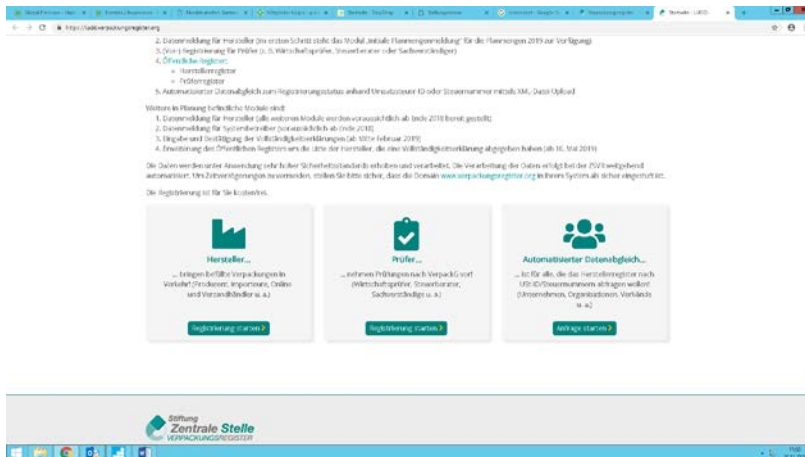 https://lucid.verpackungsregister.org
2. Datenmeldung für Hersteller (im ersten Schritt steht das Modul „Initiale Planmengenmeldung" für die Planmengen 2019 zur Verfügung)
3. (Vor-) Registrierung für Prüfer (z. B. Wirtschaftsprüfer, Steuerberater oder Sachverständiger)
4. Öffentliche Register:
Herstellerregister
Prüferregister
5. Automatisierter Datenabgleich zum Registrierungsstatus anhand Umsatzsteuer ID oder Steuernummer mittels XML-Datei-Upload
Weitere in Planung befindliche Module sind:
1. Datenmeldung für Hersteller (alle weiteren Module werden voraussichtlich ab Ende 2018 bereit gestellt)
2. Datenmeldung für Systembetreiber (voraussichtlich ab Ende 2018)
3. Eingabe und Bestätigung der Vollständigkeitserklärungen (ab Mitte Februar 2019)
4. Erweiterung des Öffentlichen Registers um die Liste der Hersteller, die eine Vollständigkeitserklärung abgegeben haben (ab 16. Mai 2019)
Die Daten werden unter Anwendung sehr hoher Sicherheitsstandards erhoben und verarbeitet. Die Verarbeitung der Daten erfolgt bei der ZSVR weitgehend
automatisiert. Um Zeitverzögerungen zu vermeiden, stellen Sie bitte sicher, dass die Domain www.verpackungsregister.org in Ihrem System als sicher eingestuft ist.
Die Registrierung ist für Sie kostenfrei.
Hersteller...
... bringen befüllte Verpackungen in
Verkehr! (Produzent, Importeure, Online
und Versandhändler u. a.)
Registrierung starten >
Prüfer...
... nehmen Prüfungen nach VerpackG vor!
(Wirtschaftsprüfer, Steuerberater,
Sachverständige u. a.)
Registrierung starten >
Automatisierter Datenabgleich...
... ist für alle, die das Herstellerregister nach
USt-ID/Steuernummern abfragen wollen!
(Unternehmen, Organisationen, Verbände
u. a.)
Anfrage starten >
Stiftung
Zentrale Stelle
VERPACKUNGSREGISTER